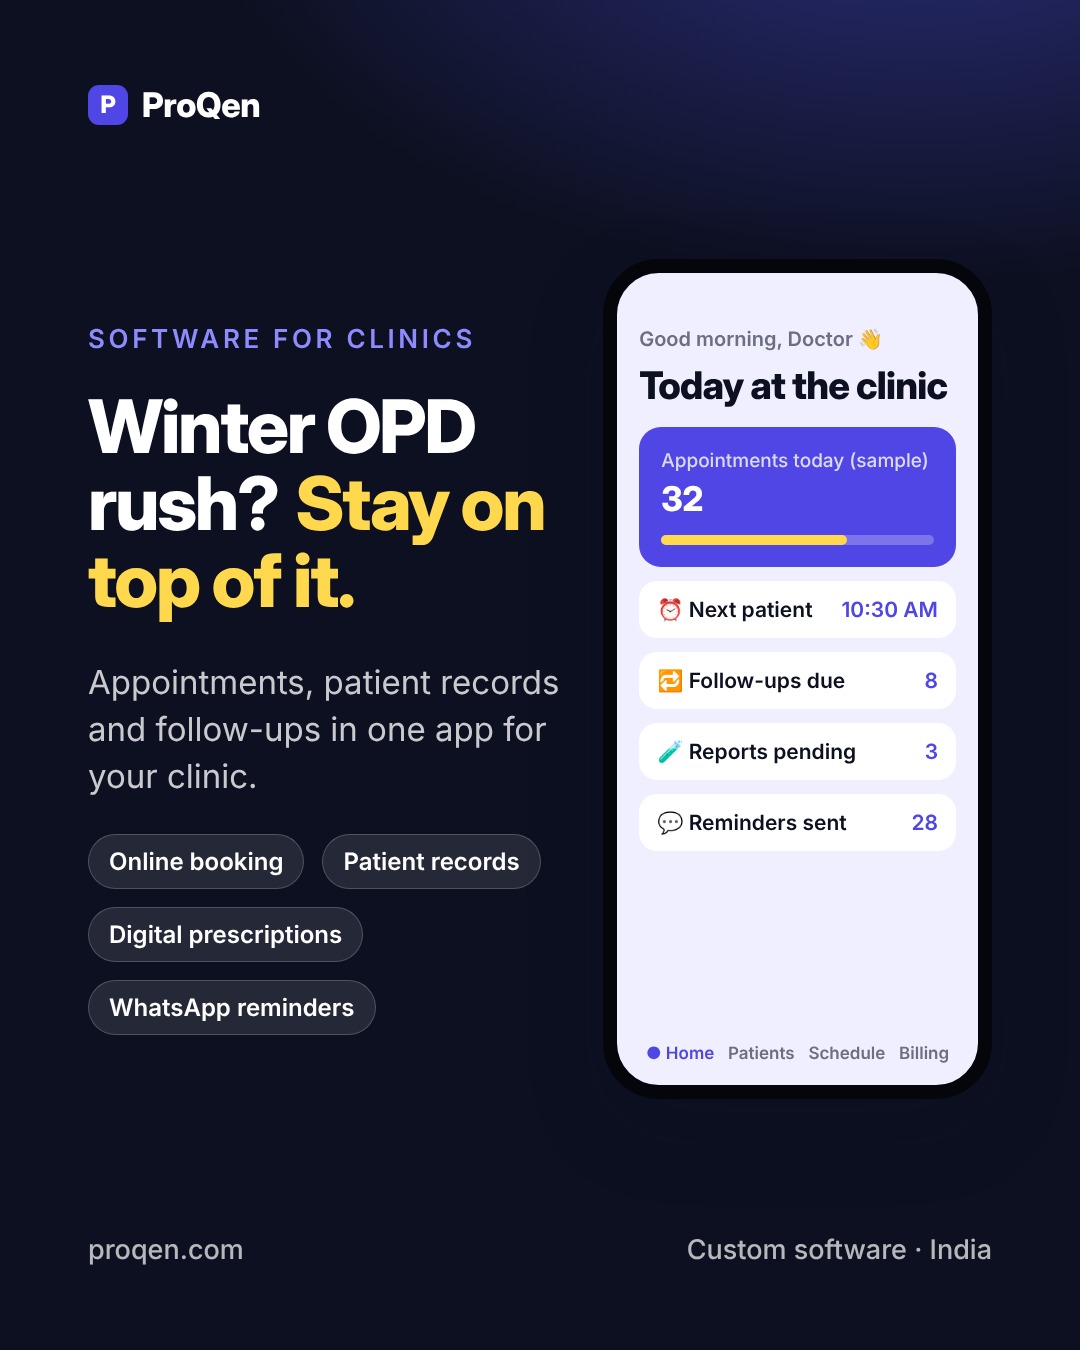 P ProQen
SOFTWARE FOR CLINICS
Winter OPD
rush? Stay on
top of it.
Appointments, patient records
and follow-ups in one app for
your clinic.
Online booking
Patient records
Digital prescriptions
WhatsApp reminders
Good morning, Doctor 👋
Today at the clinic
Appointments today (sample)
32
⏰ Next patient 10:30 AM
🔁 Follow-ups due 8
🧪 Reports pending 3
💬 Reminders sent 28
Home Patients Schedule Billing
proqen.com
Custom software · India